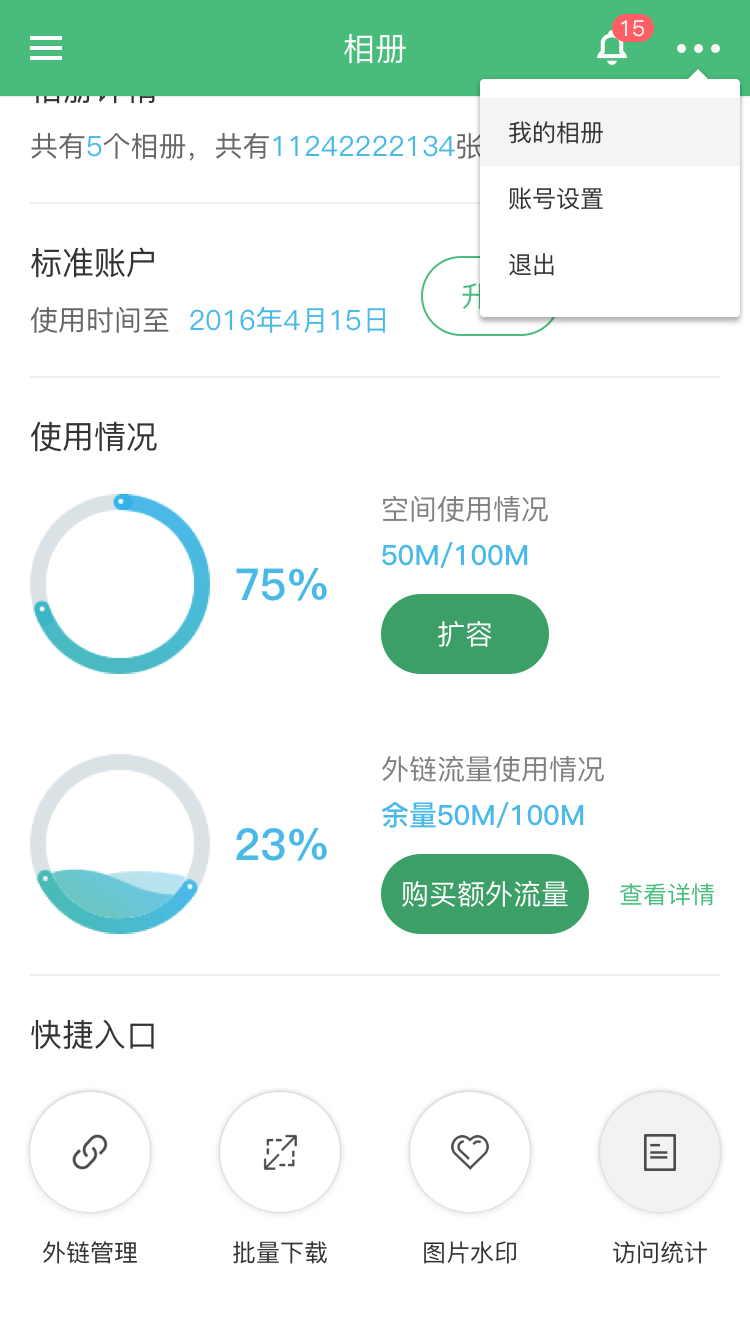 相册
15
我的相册
账号设置
退出
共有5个相册，共有11242222134张
标准账户
使用时间至 2016年4月15日
升
使用情况
75%
空间使用情况
50M/100M
扩容
23%
外链流量使用情况
余量50M/100M
购买额外流量
查看详情
快捷入口
外链管理
批量下载
图片水印
访问统计